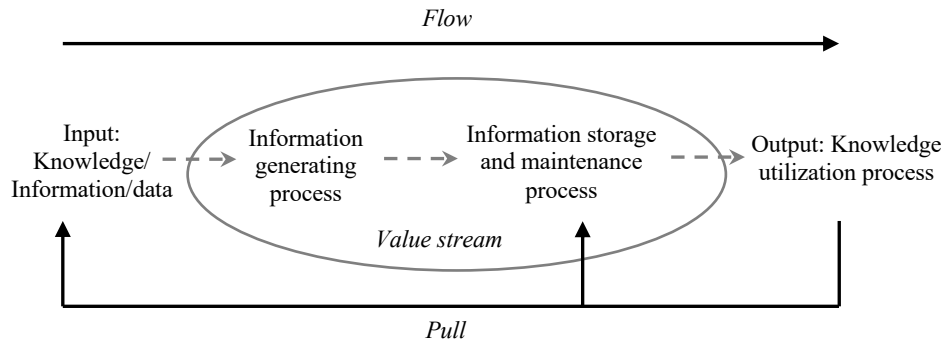 Flow
Input:
Knowledge/
Information/data
Information
generating
process
Information storage
and maintenance
process
Output: Knowledge
utilization process
Value stream
Pull